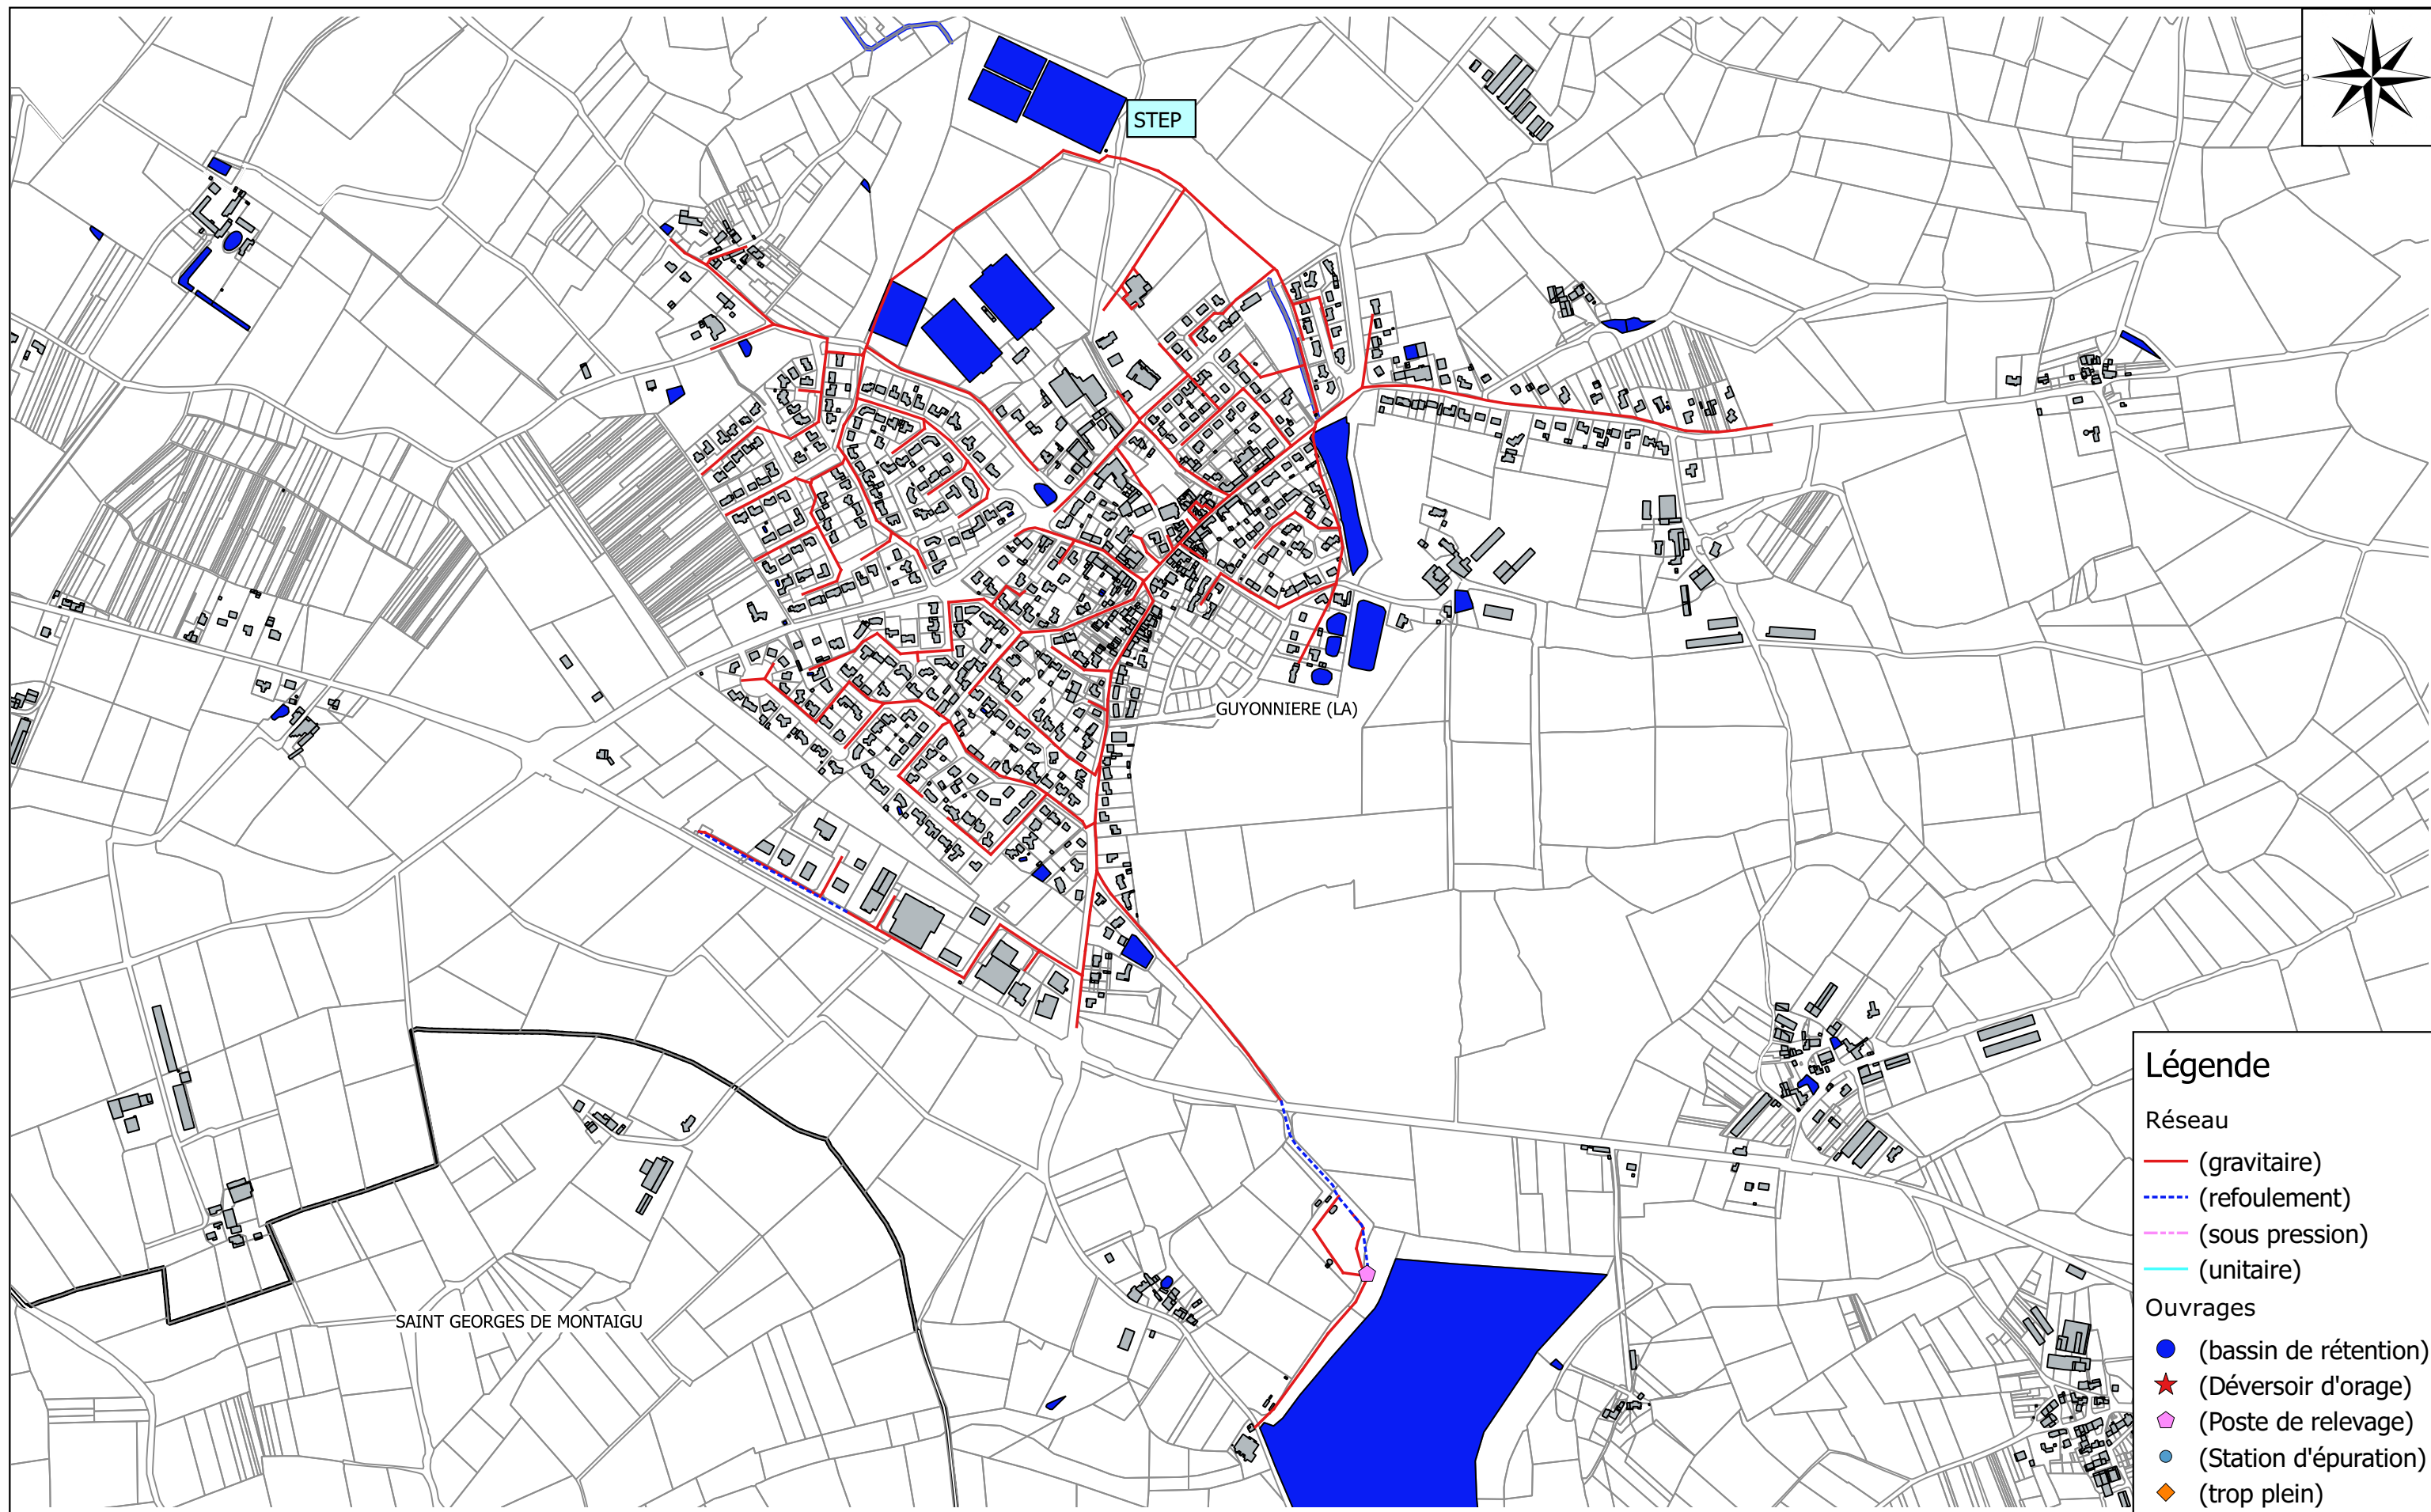 N
O
S
STEP
GUYONNIERE (LA)
SAINT GEORGES DE MONTAIGU
Légende
Réseau
(gravitaire)
(refoulement)
(sous pression)
(unitaire)
Ouvrages
(bassin de rétention)
(Déversoir d'orage)
(Poste de relevage)
(Station d'épuration)
(trop plein)